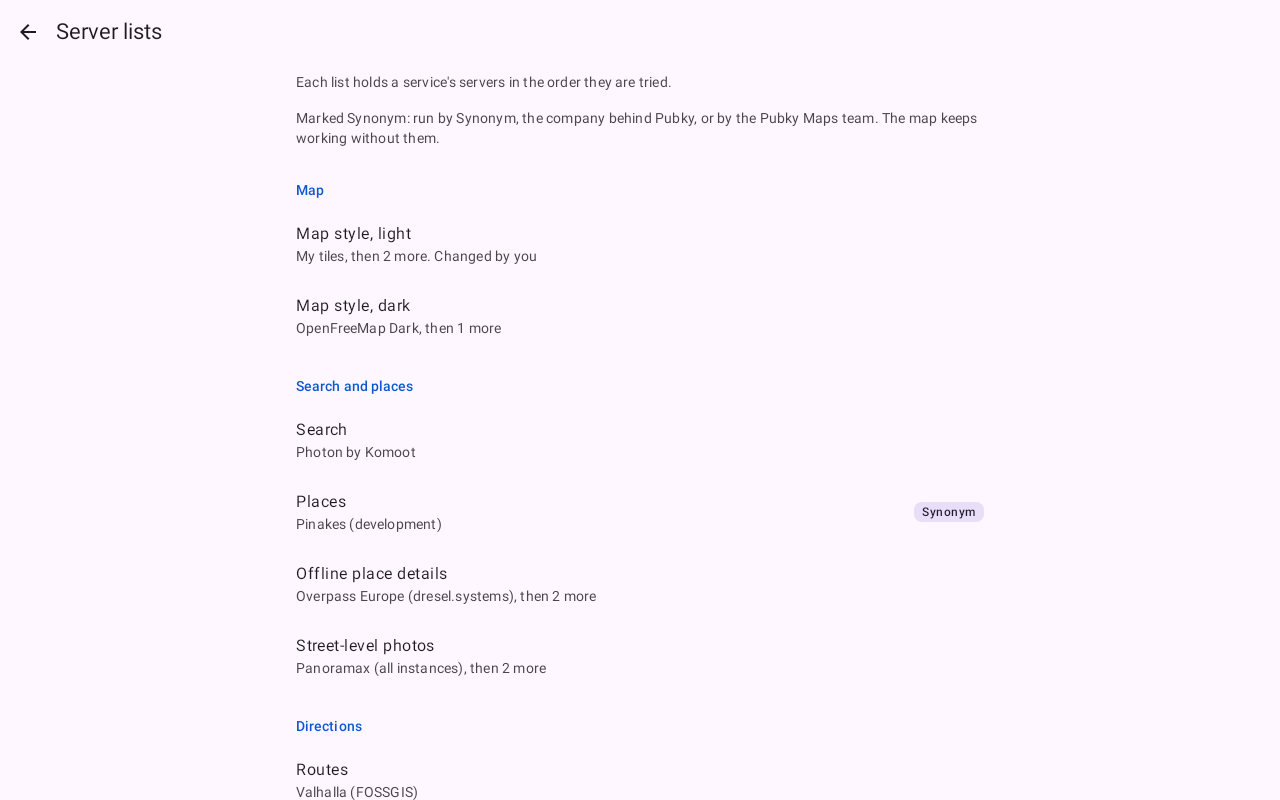 Server lists
Each list holds a service's servers in the order they are tried.
Marked Synonym: run by Synonym, the company behind Pubky, or by the Pubky Maps team. The map keeps
working without them.
Map
Map style, light
My tiles, then 2 more. Changed by you
Map style, dark
OpenFreeMap Dark, then 1 more
Search and places
Search
Photon by Komoot
Places
Pinakes (development)
Synonym
Offline place details
Overpass Europe (dresel.systems), then 2 more
Street-level photos
Panoramax (all instances), then 2 more
Directions
Routes
Valhalla (FOSSGIS)